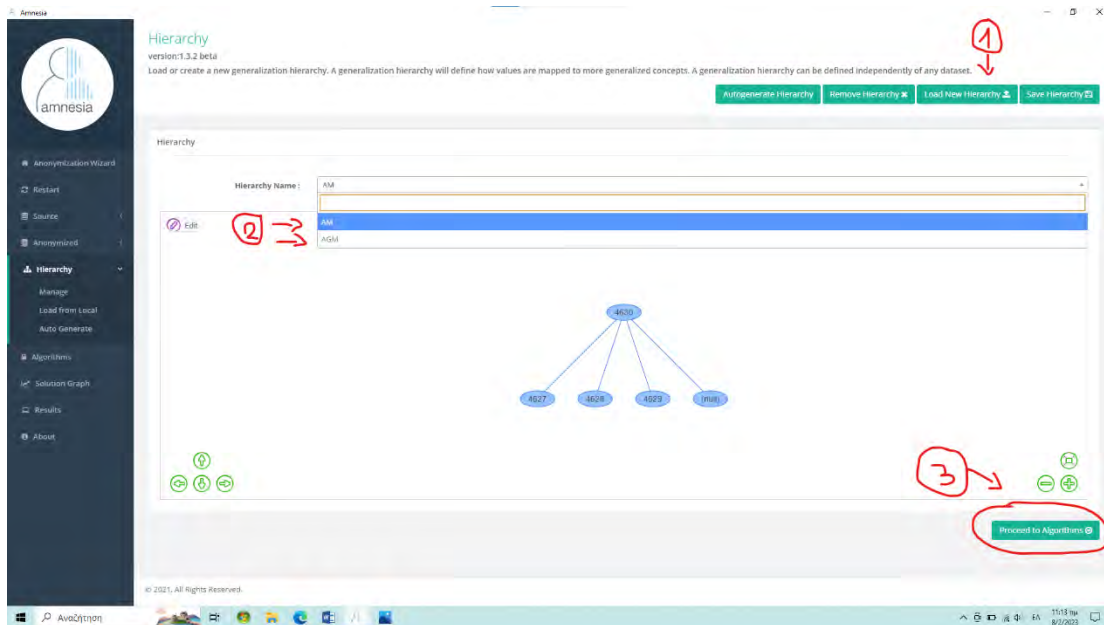 Amnesia
amnesia
Anonymization Wizard
Restart
Source
Anonymized
Hierarchy
Manage
Load from Local
Auto Generate
Algorithms
Solution Graph
Results
About
Hierarchy
version:1.3.2 beta
Load or create a new generalization hierarchy. A generalization hierarchy will define how values are mapped to more generalized concepts. A generalization hierarchy can be defined independently of any dataset.
1
Autogenerate Hierarchy Remove Hierarchy Load New Hierarchy Save Hierarchy
Hierarchy
Hierarchy Name : AM
Edit
2
AM
AGM
4630
4627 4628 4629 (null)
3
Proceed to Algorithms
© 2021, All Rights Reserved.
Αναζήτηση
11:13 πμ
8/2/2023